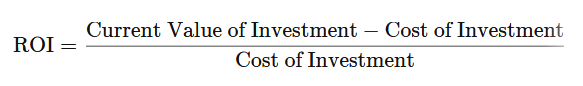 ROI = Current Value of Investment − Cost of Investment
Cost of Investment